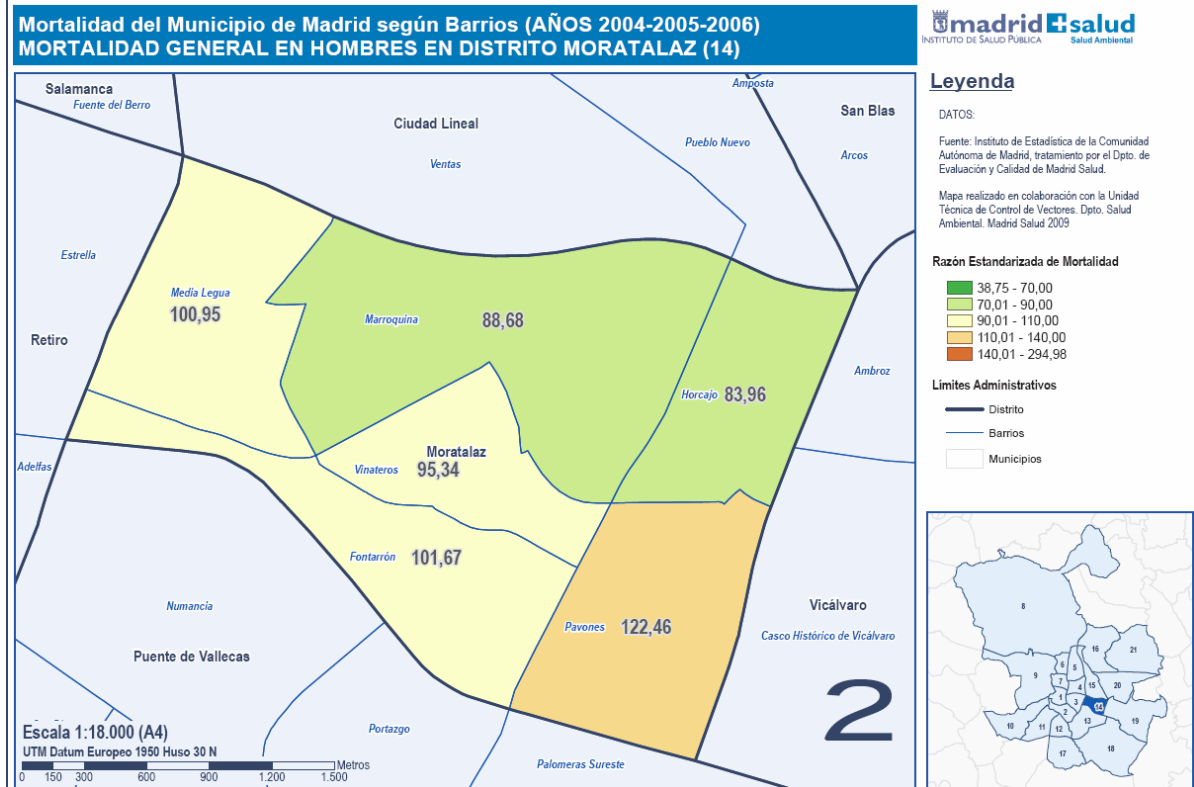 Mortalidad del Municipio de Madrid según Barrios (AÑOS 2004-2005-2006)
MORTALIDAD GENERAL EN HOMBRES EN DISTRITO MORATALAZ (14)
madrid salud
INSTITUTO DE SALUD PÚBLICA
Salud Ambiental
Salamanca
Fuente del Berro
Ciudad Lineal
Ventas
Amposta
Pueblo Nuevo
San Blas
Arcos
Estrella
Media Legua
100,95
Marroquina
88,68
Retiro
Horcajo 83,96
Ambroz
Adelfas
Moratalaz
Vinateros 95,34
Fontarrón 101,67
Numancia
Pavones 122,46
Vicálvaro
Casco Histórico de Vicálvaro
Puente de Vallecas
Portazgo
Palomeras Sureste
2
Escala 1:18.000 (A4)
UTM Datum Europeo 1950 Huso 30 N
Metros
0 150 300 600 900 1.200 1.500
Leyenda
DATOS:
Fuente: Instituto de Estadística de la Comunidad
Autónoma de Madrid, tratamiento por el Dpto. de
Evaluación y Calidad de Madrid Salud.
Mapa realizado en colaboración con la Unidad
Técnica de Control de Vectores. Dpto. Salud
Ambiental. Madrid Salud 2009
Razón Estandarizada de Mortalidad
38,75 - 70,00
70,01 - 90,00
90,01 - 110,00
110,01 - 140,00
140,01 - 294,98
Limites Administrativos
Distrito
Barrios
Municipios
8
16
21
6
5
9
7
4
15
20
1
3
14
2
13
19
10
11
12
17
18